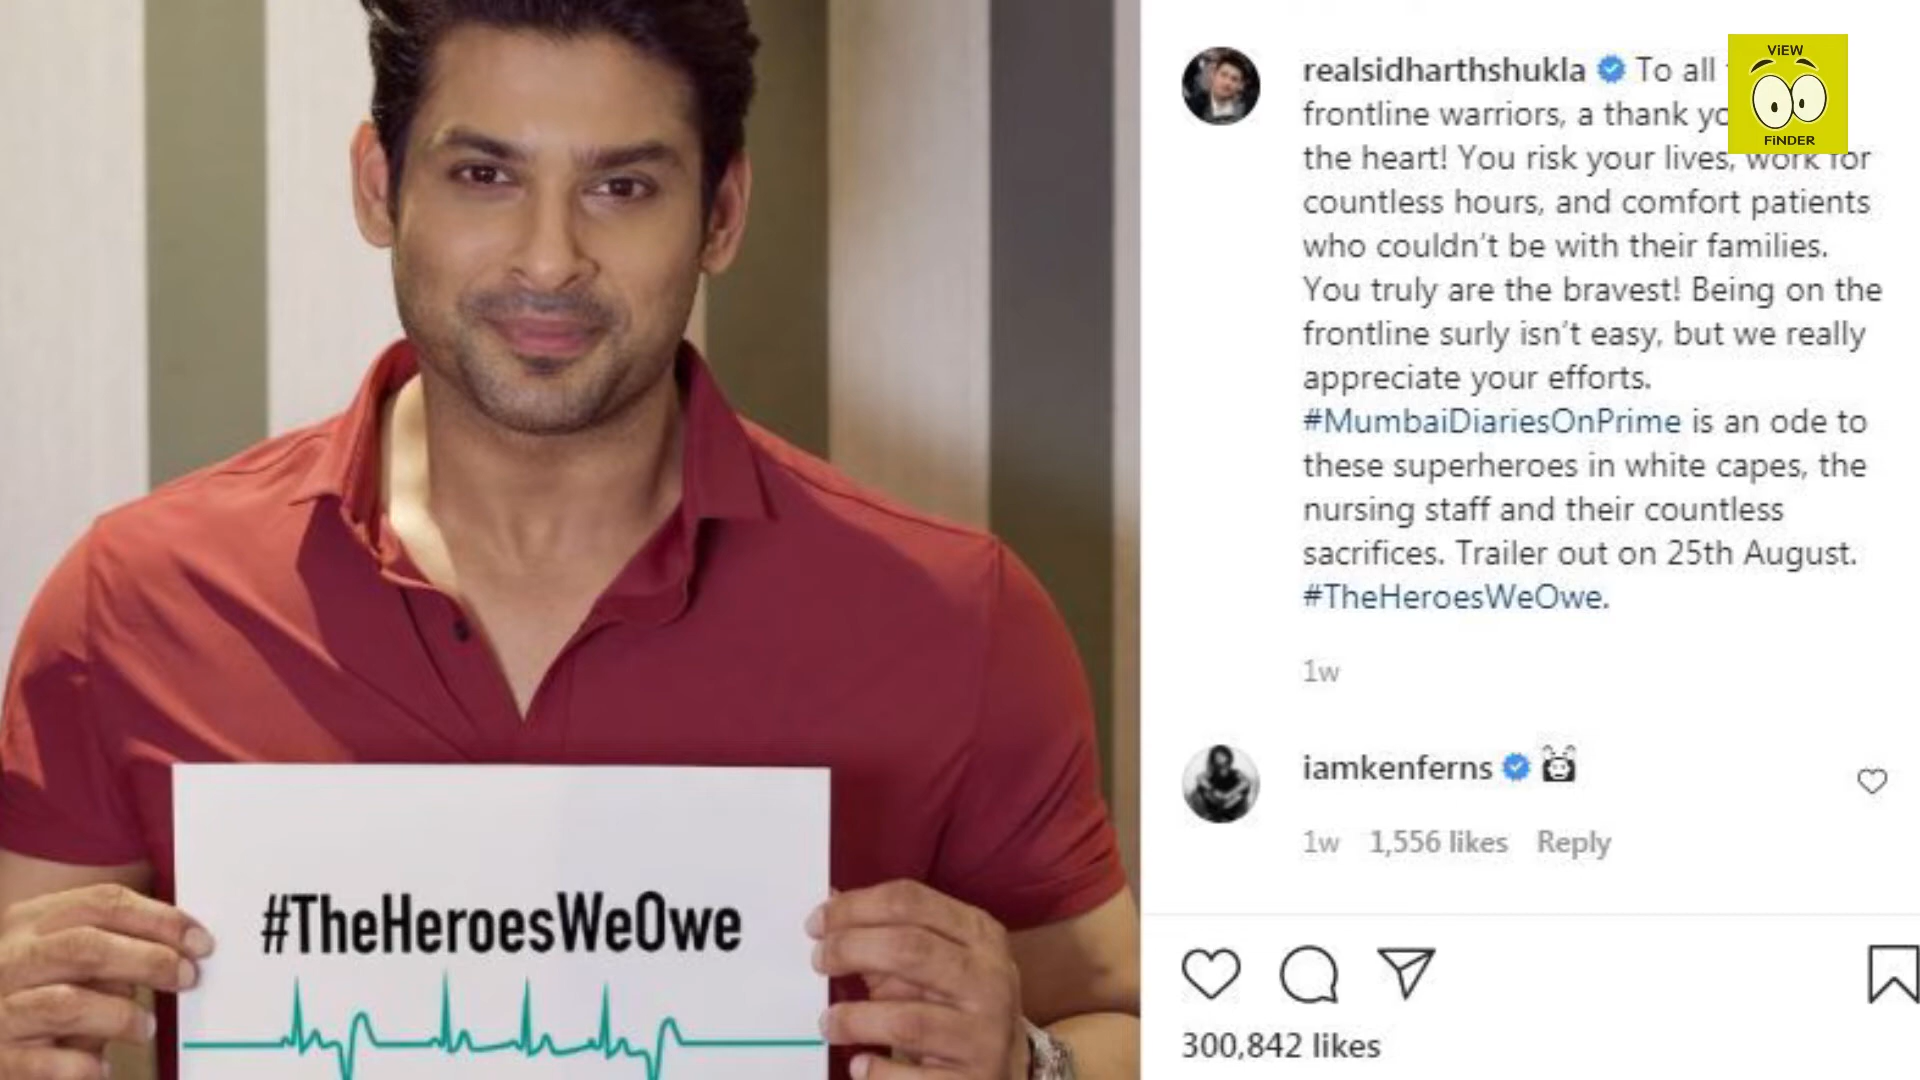 #TheHeroesWeOwe
realsidharthshukla To all
frontline warriors, a thank
the heart! You risk your lives, work for
countless hours, and comfort patients
who couldn't be with their families.
You truly are the bravest! Being on the
frontline surly isn't easy, but we really
appreciate your efforts.
#MumbaiDiariesOnPrime is an ode to
these superheroes in white capes, the
nursing staff and their countless
sacrifices. Trailer out on 25th August.
#TheHeroesWeOwe.
1w
iamkenferns
1w 1,556 likes Reply
300,842 likes
ViEW
FiNDER